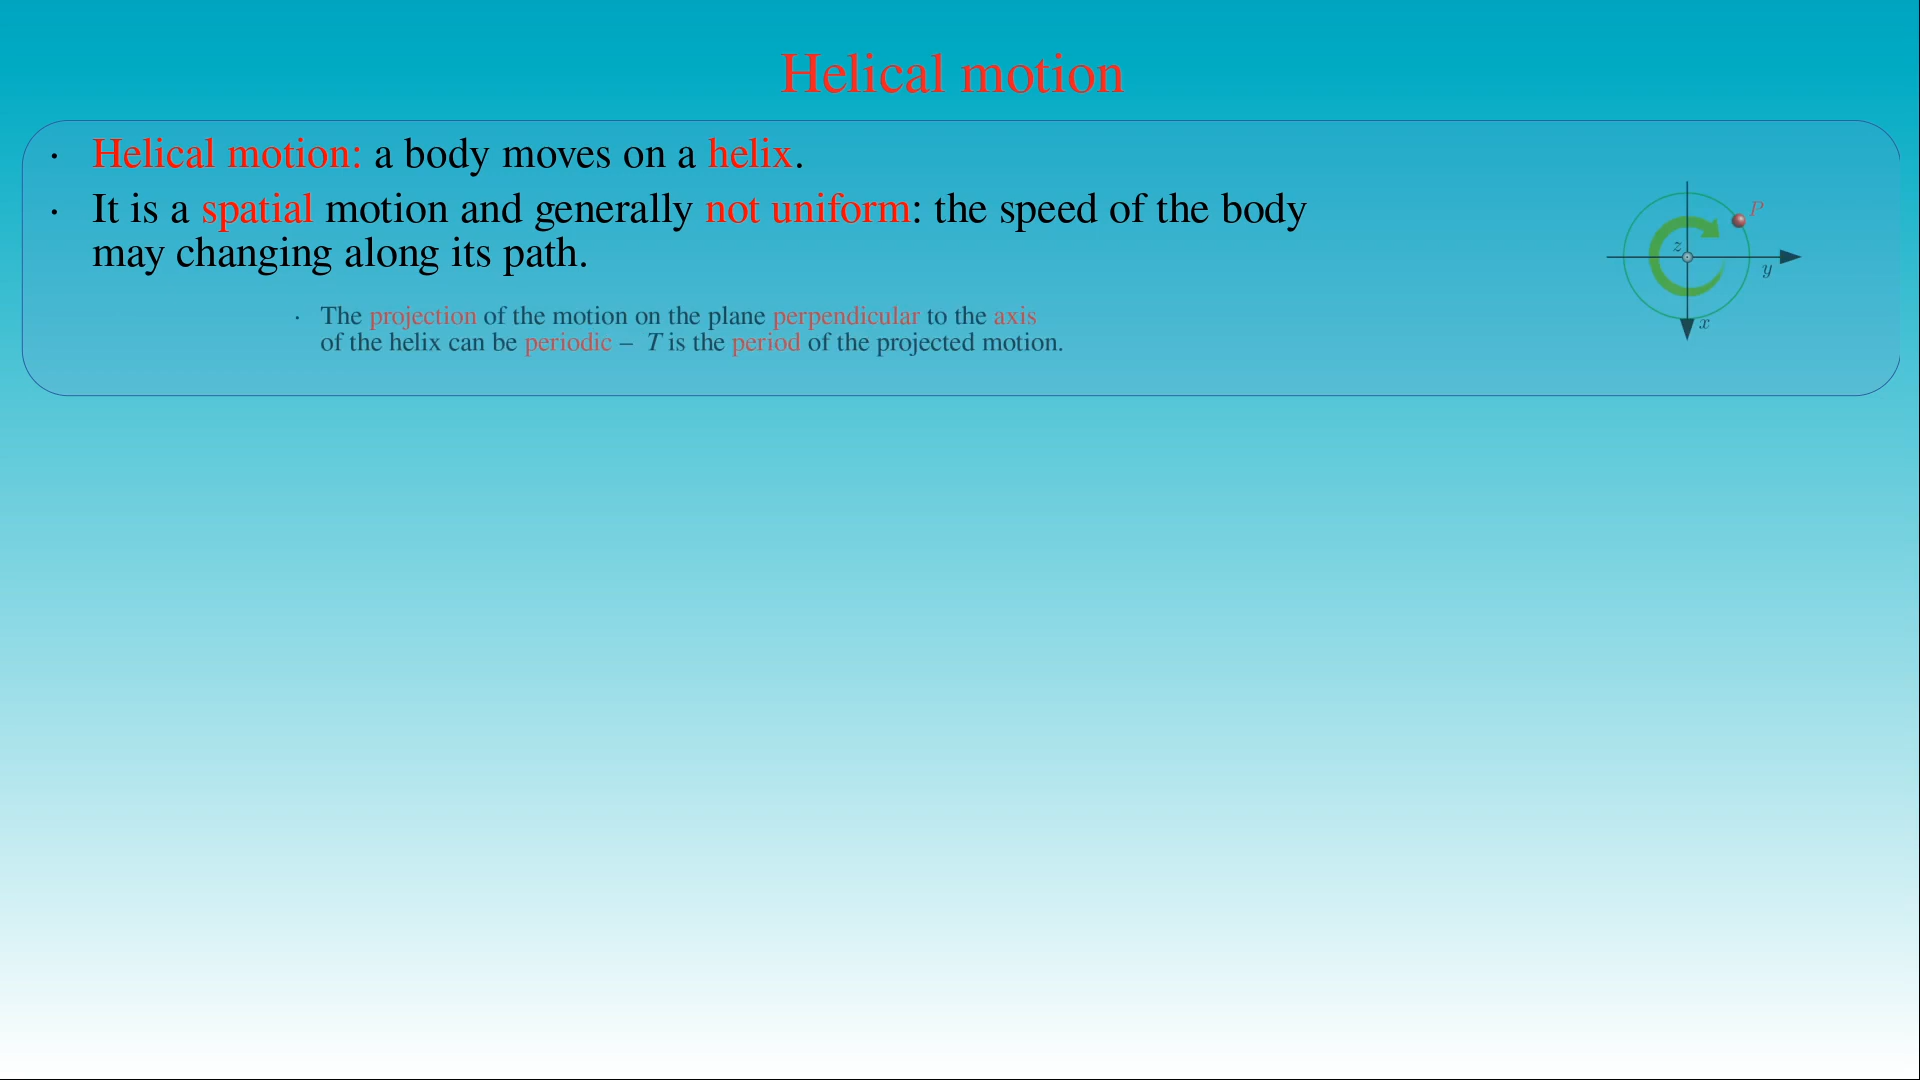 Helical motion
· Helical motion: a body moves on a helix.
· It is a spatial motion and generally not uniform: the speed of the body
may changing along its path.
· The projection of the motion on the plane perpendicular to the axis
of the helix can be periodic – T is the period of the projected motion.
P
z
y
x